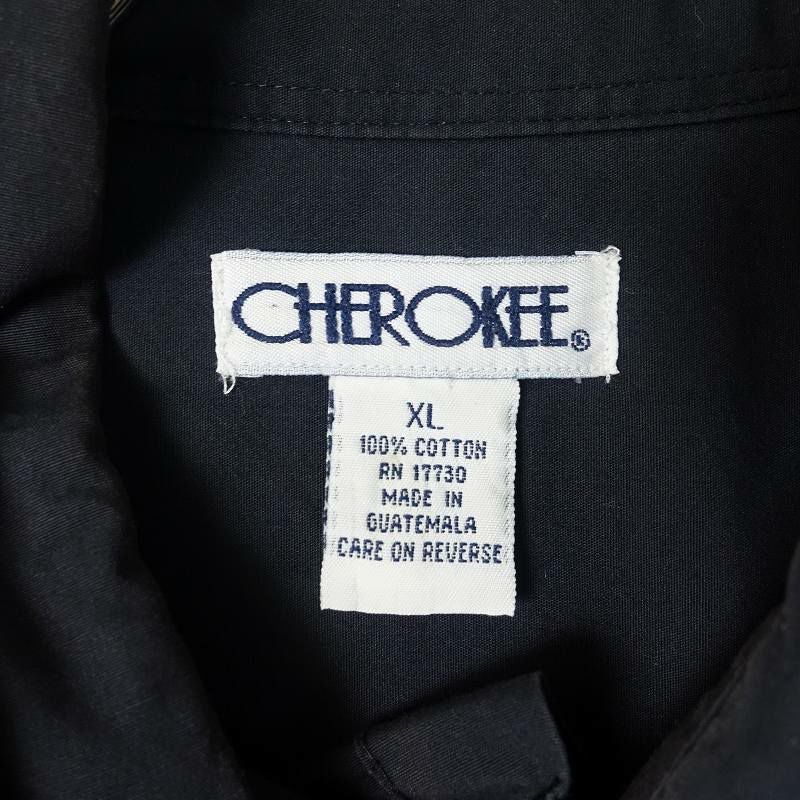 CHEROKEE®
XL
100% COTTON
RN 17730
MADE IN
GUATEMALA
CARE ON REVERSE